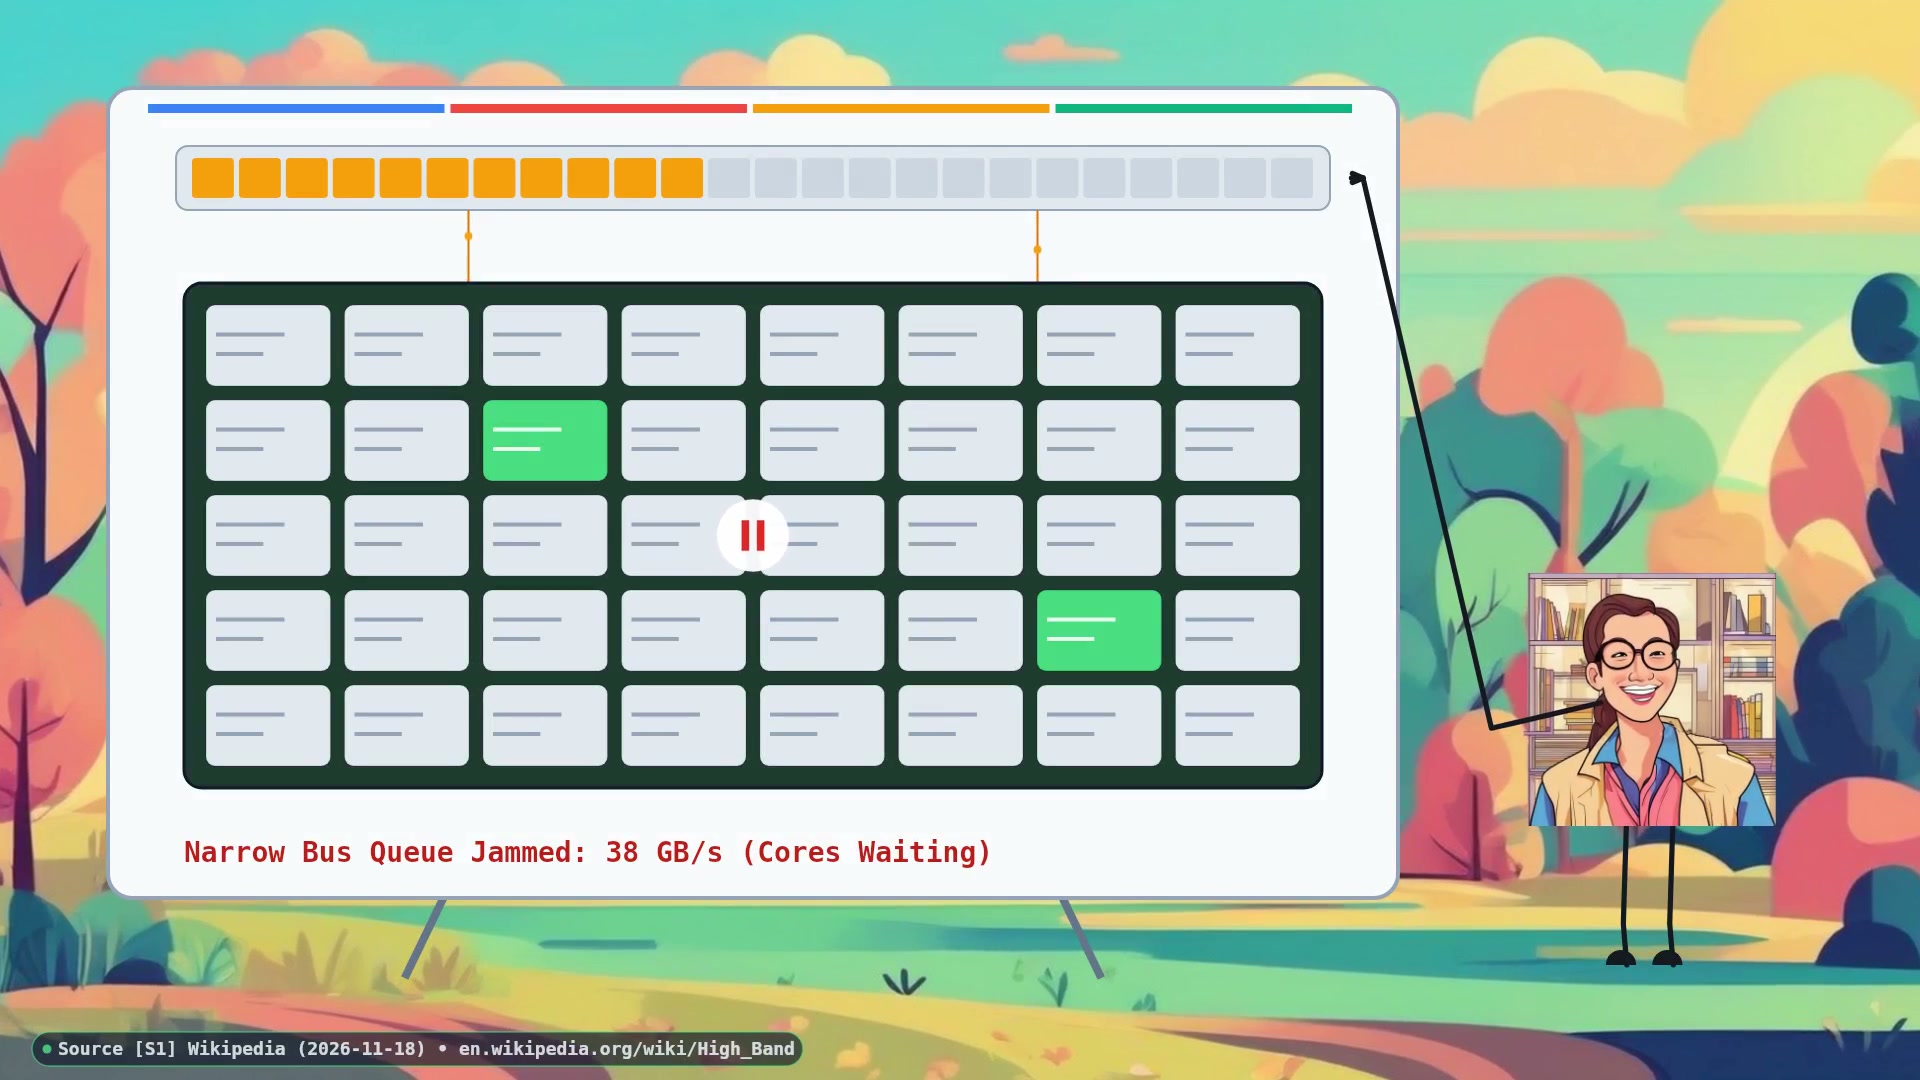 Narrow Bus Queue Jammed: 38 GB/s (Cores Waiting)
Source [S1] Wikipedia (2026-11-18) • en.wikipedia.org/wiki/High_Band